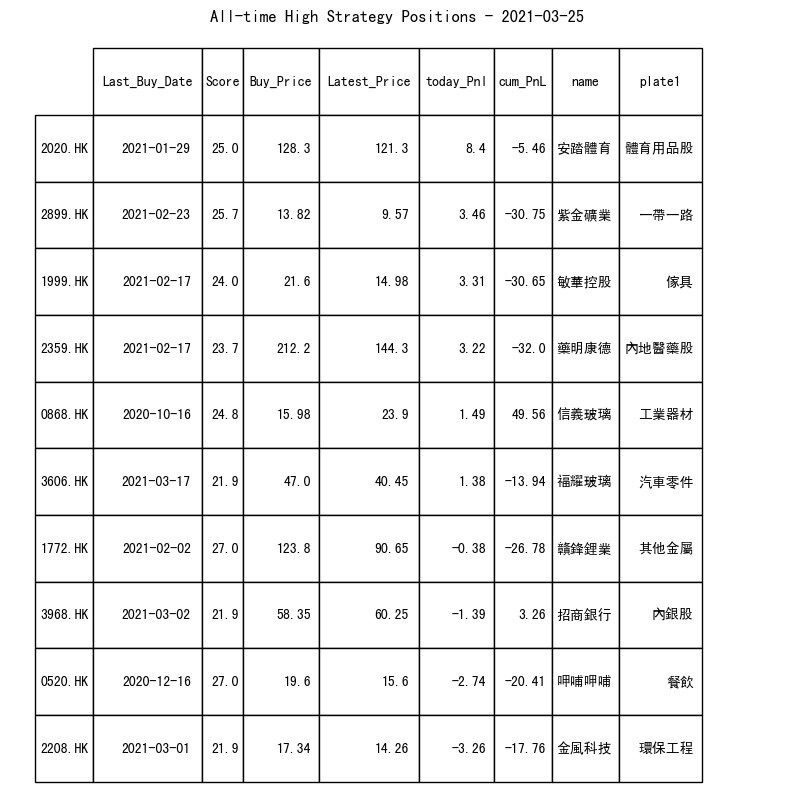 All-time High Strategy Positions - 2021-03-25
Last_Buy_Date Score Buy_Price Latest_Price today_Pnl cum_PnL name plate1
2020.HK 2021-01-29 25.0 128.3 121.3 8.4 -5.46 安踏體育 體育用品股
2899.HK 2021-02-23 25.7 13.82 9.57 3.46 -30.75 紫金礦業 一帶一路
1999.HK 2021-02-17 24.0 21.6 14.98 3.31 -30.65 敏華控股 傢具
2359.HK 2021-02-17 23.7 212.2 144.3 3.22 -32.0 藥明康德 內地醫藥股
0868.HK 2020-10-16 24.8 15.98 23.9 1.49 49.56 信義玻璃 工業器材
3606.HK 2021-03-17 21.9 47.0 40.45 1.38 -13.94 福耀玻璃 汽車零件
1772.HK 2021-02-02 27.0 123.8 90.65 -0.38 -26.78 贛鋒鋰業 其他金屬
3968.HK 2021-03-02 21.9 58.35 60.25 -1.39 3.26 招商銀行 內銀股
0520.HK 2020-12-16 27.0 19.6 15.6 -2.74 -20.41 呷哺呷哺 餐飲
2208.HK 2021-03-01 21.9 17.34 14.26 -3.26 -17.76 金風科技 環保工程